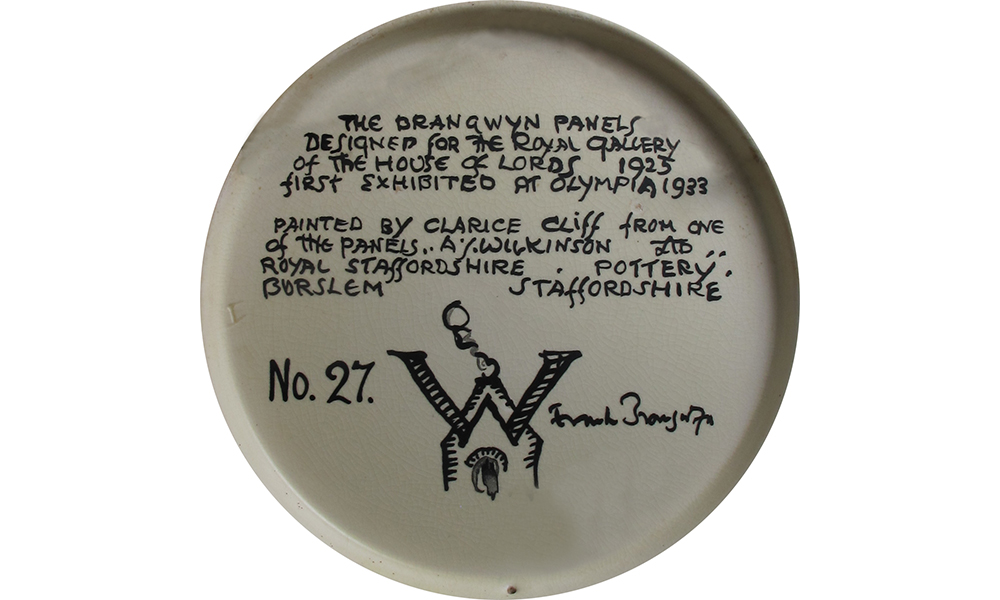 THE BRANGWYN PANELS
DESIGNED FOR THE ROYAL GALLERY
OF THE HOUSE OF LORDS 1925
FIRST EXHIBITED AT OLYMPIA 1933
PAINTED BY CLARICE CLIFF FROM ONE
OF THE PANELS.. A.J. WILKINSON LTD..
ROYAL STAFFORDSHIRE . POTTERY.
BURSLEM STAFFORDSHIRE
No. 27.
W
Frank Brangwyn